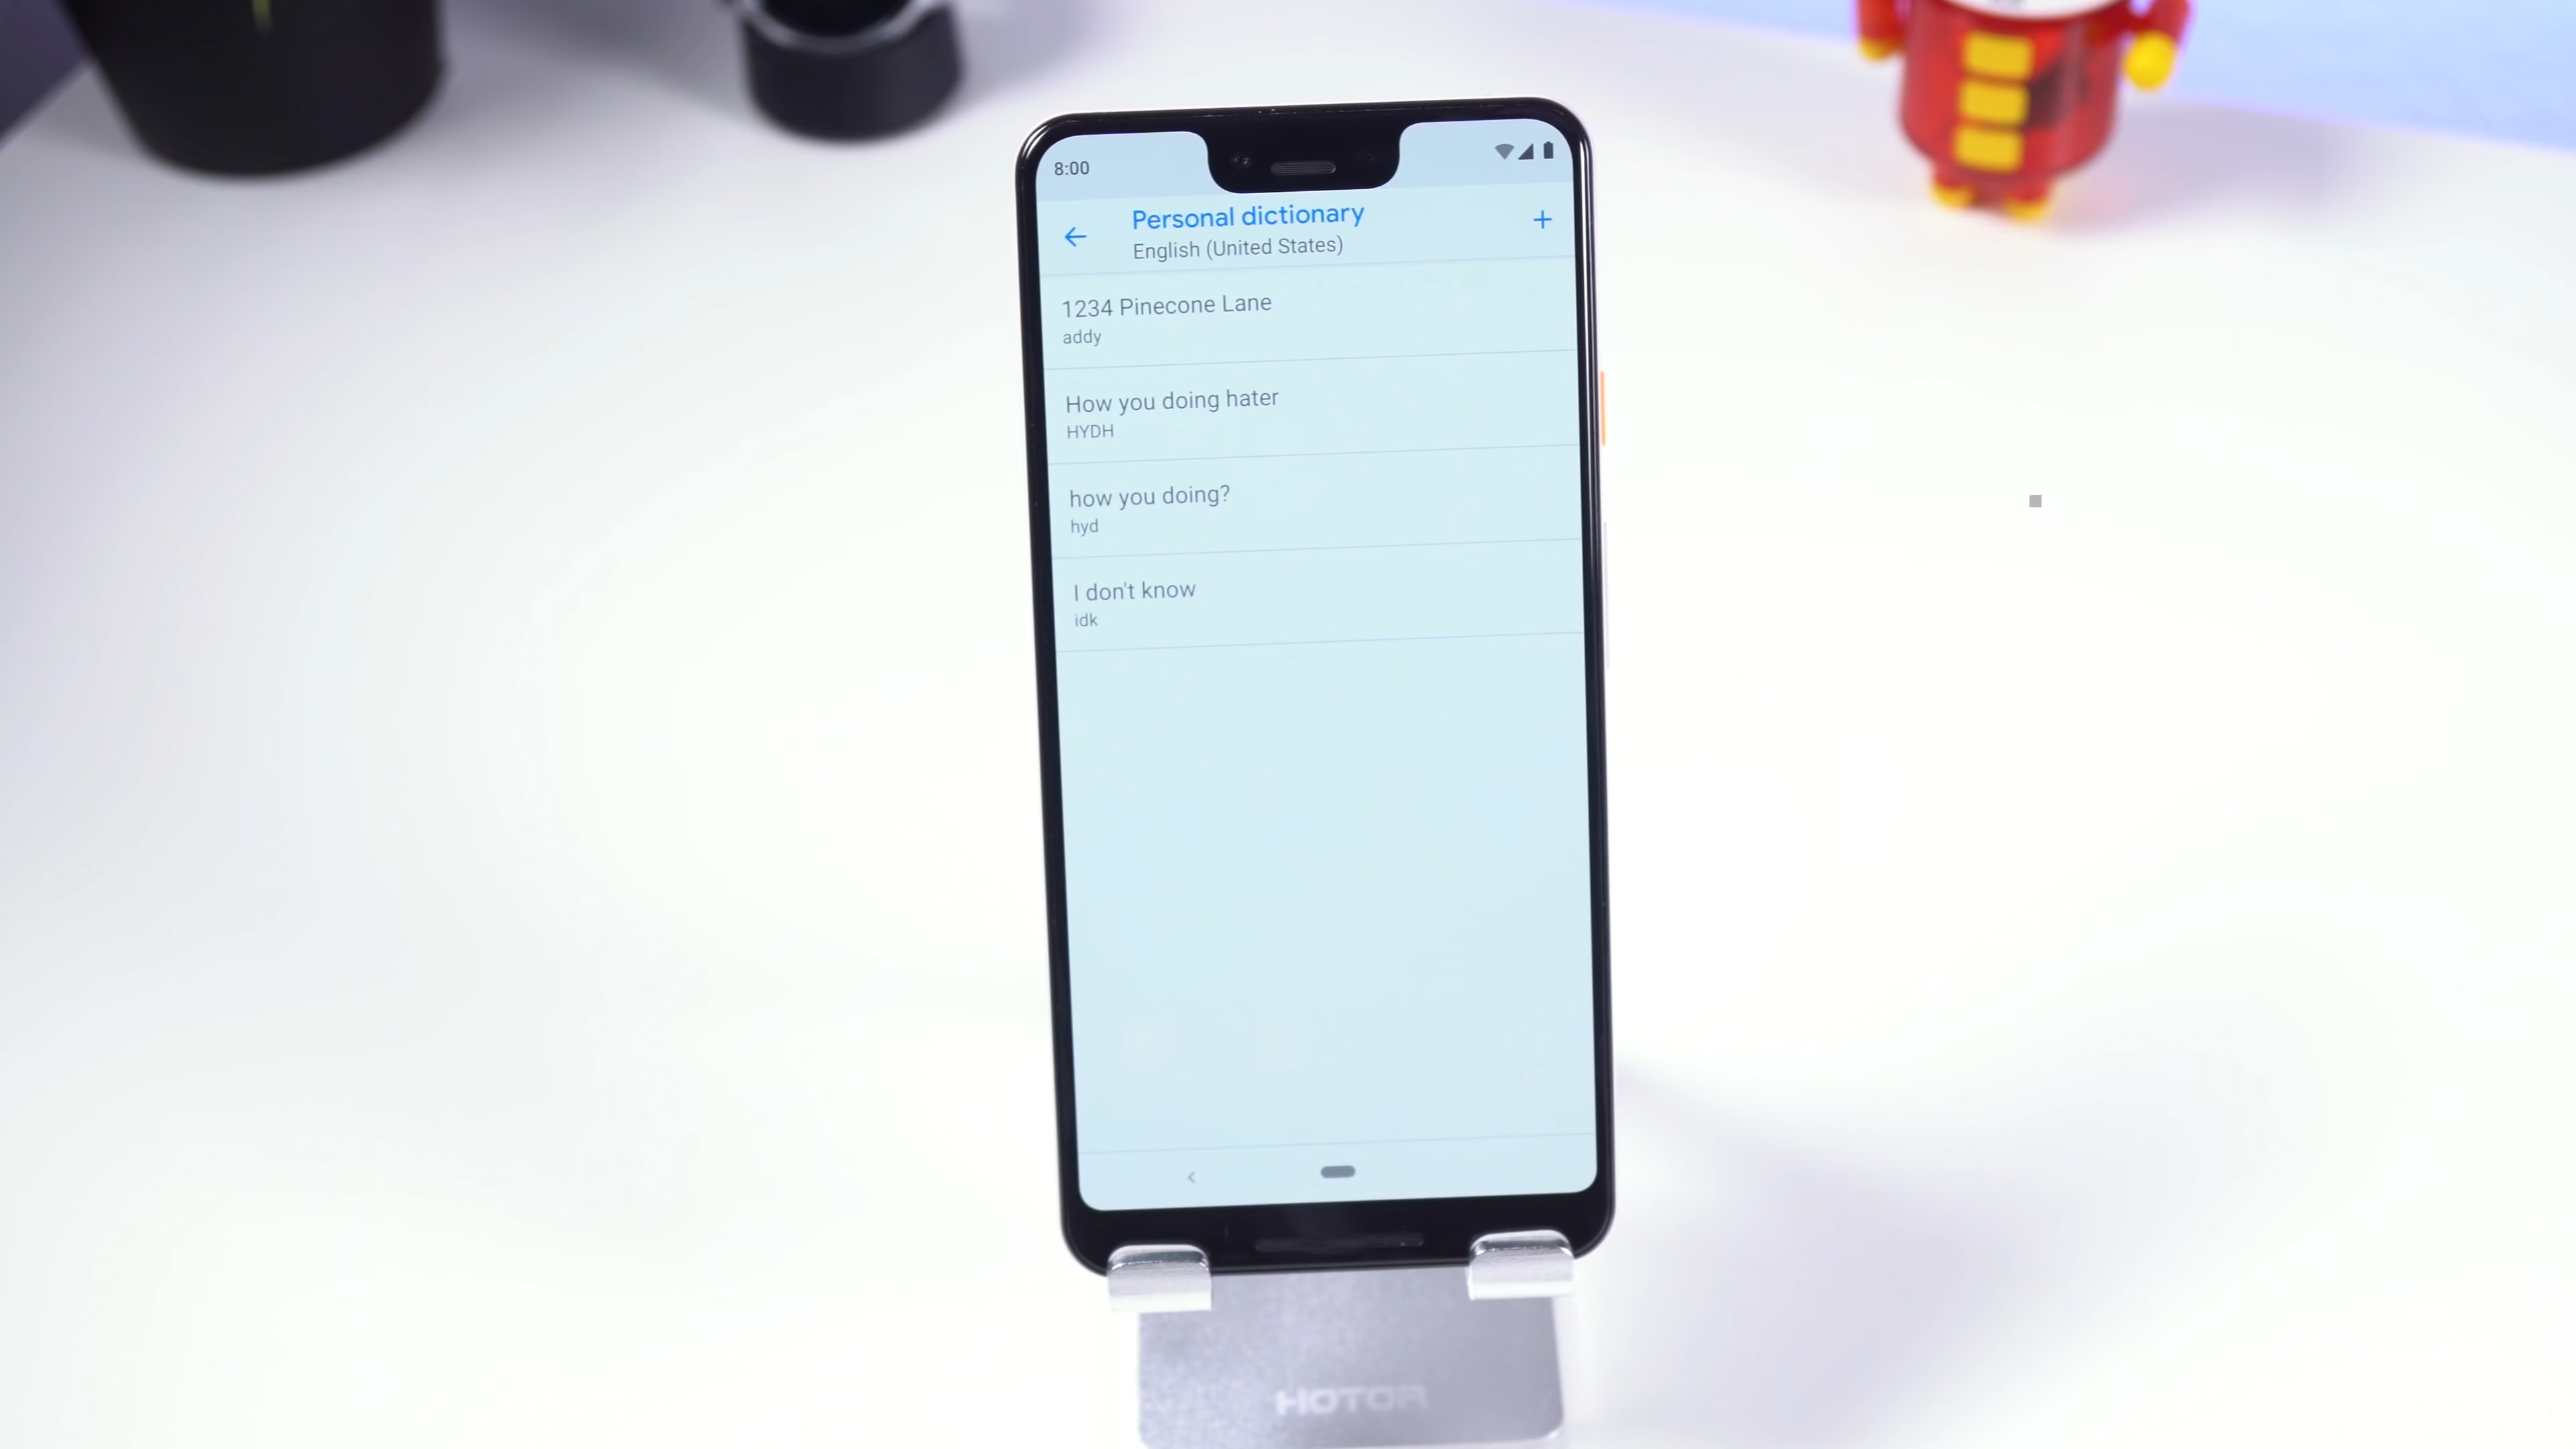 8:00
Personal dictionary
English (United States)
1234 Pinecone Lane
addy
How you doing hater
HYDH
how you doing?
hyd
I don't know
idk
HOTOR